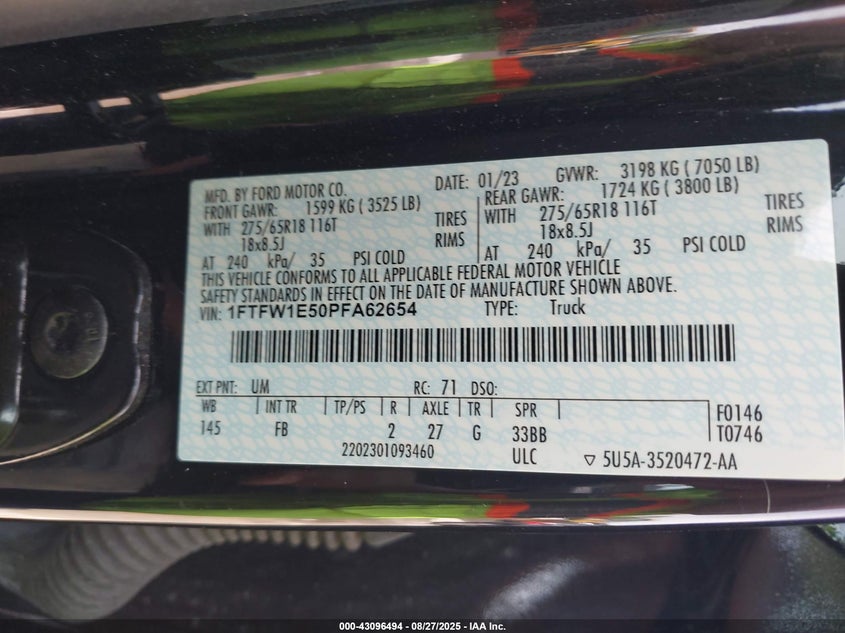 MFD. BY FORD MOTOR CO. DATE: 01/23 GVWR: 3198 KG ( 7050 LB)
FRONT GAWR: 1599 KG ( 3525 LB) REAR GAWR: 1724 KG ( 3800 LB)
WITH 275/65R18 116T TIRES WITH 275/65R18 116T TIRES
18x8.5J RIMS 18x8.5J RIMS
AT 240 kPa/ 35 PSI COLD AT 240 kPa/ 35 PSI COLD
THIS VEHICLE CONFORMS TO ALL APPLICABLE FEDERAL MOTOR VEHICLE
SAFETY STANDARDS IN EFFECT ON THE DATE OF MANUFACTURE SHOWN ABOVE.
VIN: 1FTFW1E50PFA62654 TYPE: Truck
EXT PNT: UM RC: 71 DSO:
WB INT TR TP/PS R AXLE TR SPR F0146
145 FB 2 27 G 33BB T0746
2202301093460 ULC ▽ 5U5A-3520472-AA
000-43096494 - 08/27/2025 - IAA Inc.